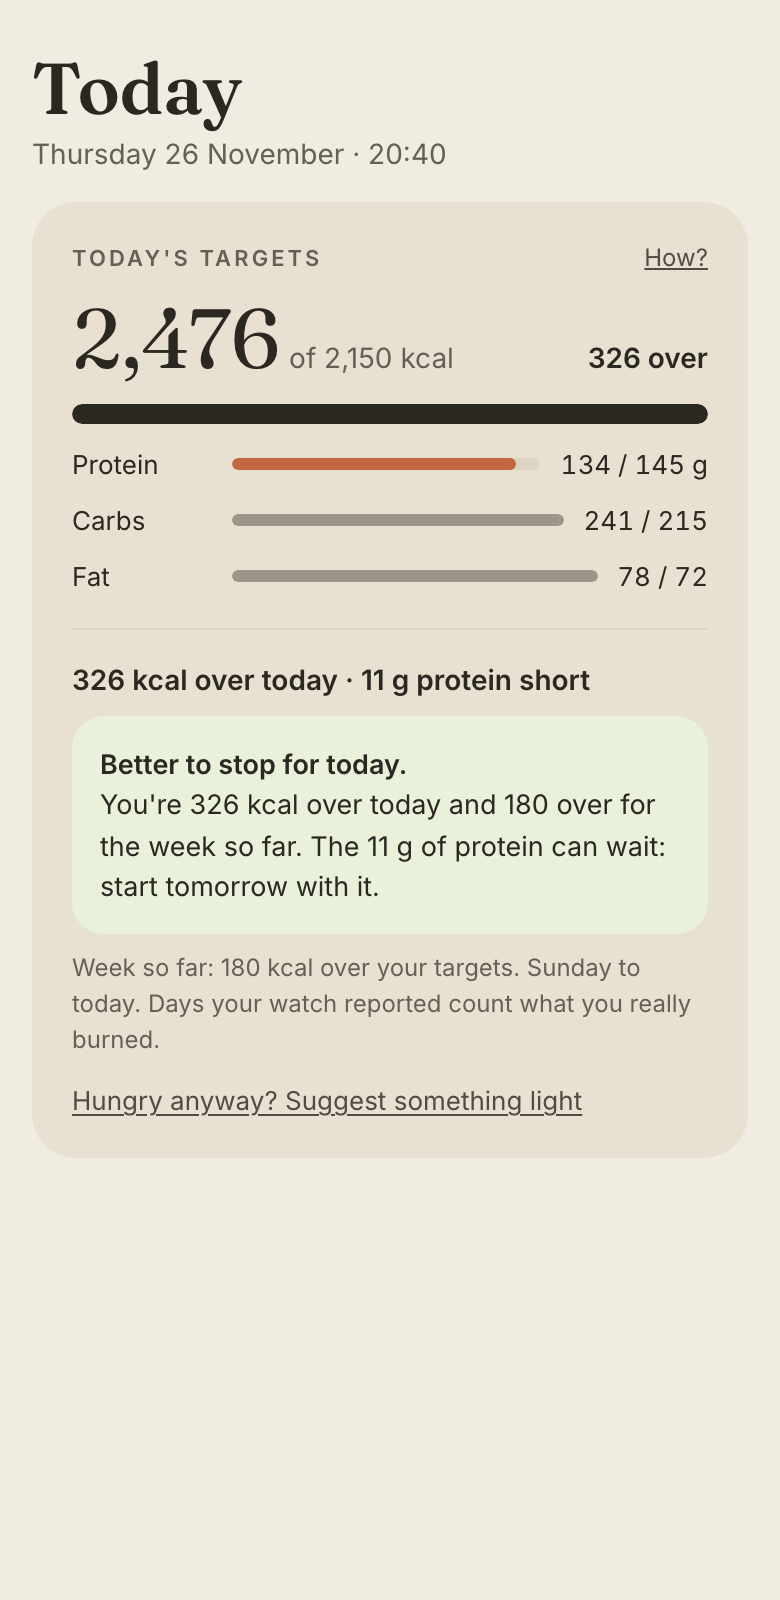 Today
Thursday 26 November · 20:40
TODAY'S TARGETS
How?
2,476 of 2,150 kcal
326 over
Protein
134 / 145 g
Carbs
241 / 215
Fat
78 / 72
326 kcal over today · 11 g protein short
Better to stop for today.
You're 326 kcal over today and 180 over for
the week so far. The 11 g of protein can wait:
start tomorrow with it.
Week so far: 180 kcal over your targets. Sunday to
today. Days your watch reported count what you really
burned.
Hungry anyway? Suggest something light